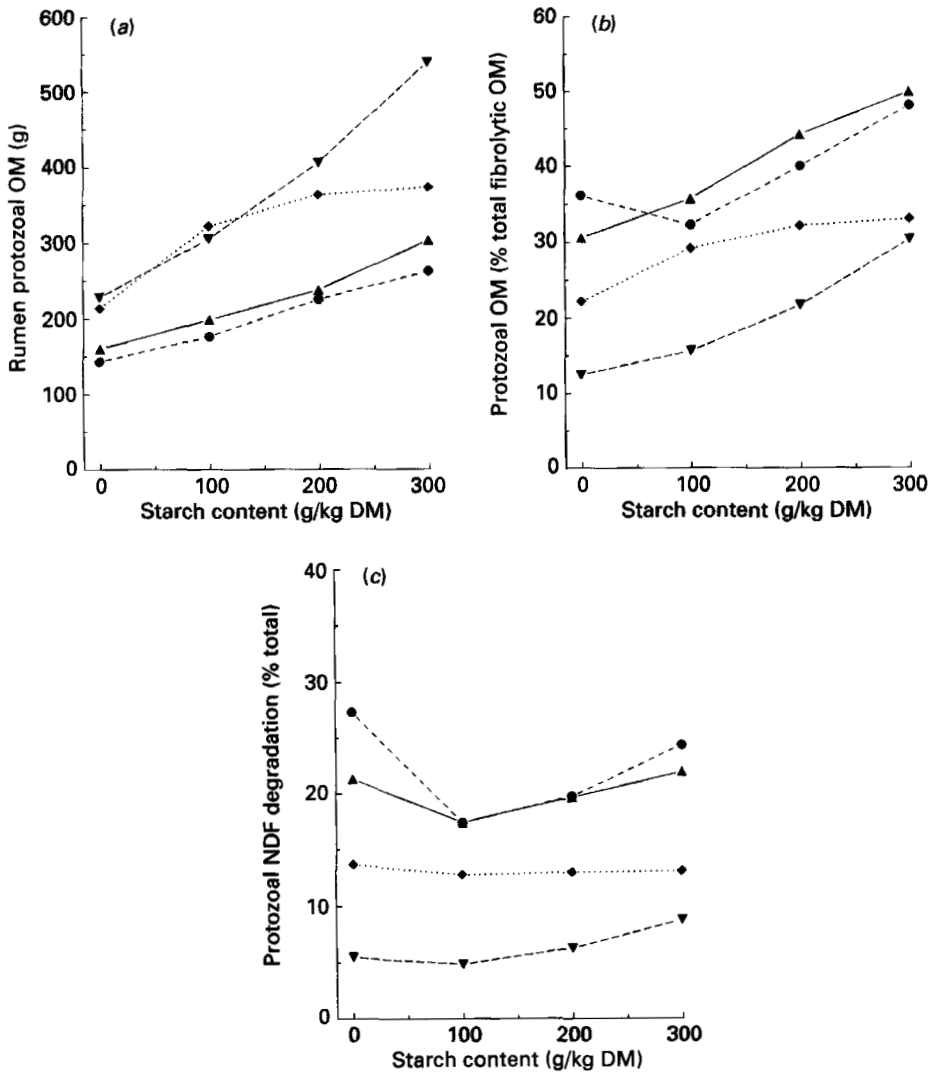 (a)
Rumen protozoal OM (g)
600
500
400
300
200
100
0
0 100 200 300
Starch content (g/kg DM)
(b)
Protozoal OM (% total fibrolytic OM)
60
50
40
30
20
10
0
0 100 200 300
Starch content (g/kg DM)
(c)
Protozoal NDF degradation (% total)
40
30
20
10
0
0 100 200 300
Starch content (g/kg DM)